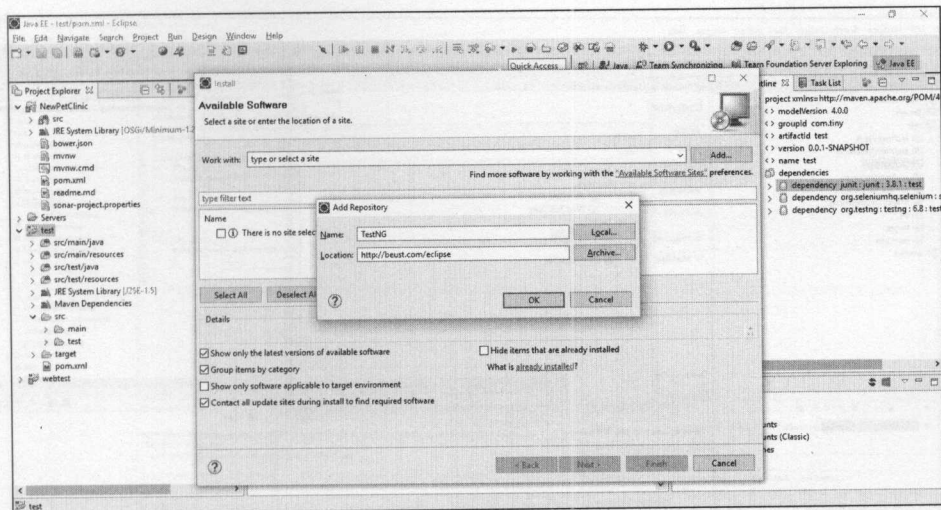 Java EE - test/pom.xml - Eclipse
File Edit Navigate Search Project Run Design Window Help
Quick Access
Java
Team Synchronizing
Team Foundation Server Exploring
Java EE
Project Explorer
NewPetClinic
src
JRE System Library [OSGi/Minimum-1.2
bower.json
mvnw
mvnw.cmd
pom.xml
readme.md
sonar-project.properties
Servers
test
src/main/java
src/main/resources
src/test/java
src/test/resources
JRE System Library [J2SE-1.5]
Maven Dependencies
src
main
test
target
pom.xml
webtest
test
Install
Available Software
Select a site or enter the location of a site.
Work with: type or select a site
Add...
Find more software by working with the "Available Software Sites" preferences.
type filter text
Name
There is no site selec
Select All
Deselect Al
Details
Show only the latest versions of available software
Hide items that are already installed
Group items by category
What is already installed?
Show only software applicable to target environment
Contact all update sites during install to find required software
< Back
Next >
Finish
Cancel
Add Repository
Name: TestNG
Local...
Location: http://beust.com/eclipse
Archive...
OK
Cancel
tline
Task List
project xmlns=http://maven.apache.org/POM/4
modelVersion 4.0.0
groupId com.tiny
artifactId test
version 0.0.1-SNAPSHOT
name test
dependencies
dependency junit : junit : 3.8.1 : test
dependency org.seleniumhq.selenium : s
dependency org.testng : testng : 6.8 : test
unts
unts (Classic)
nes